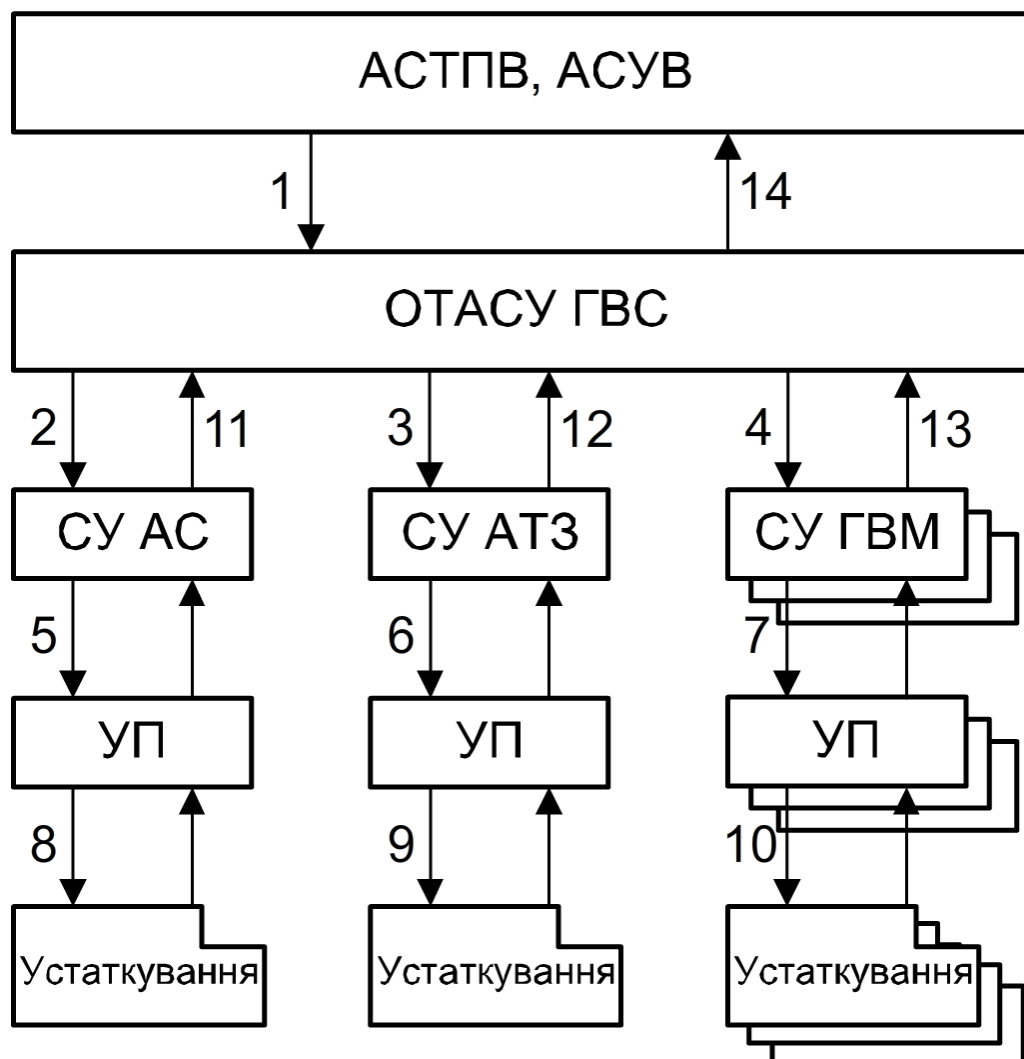 АСТПВ, АСУВ
1 14
ОТАСУ ГВС
2 11 3 12 4 13
СУ АС СУ АТЗ СУ ГВМ
5 6 7
УП УП УП
8 9 10
Устаткування Устаткування Устаткування